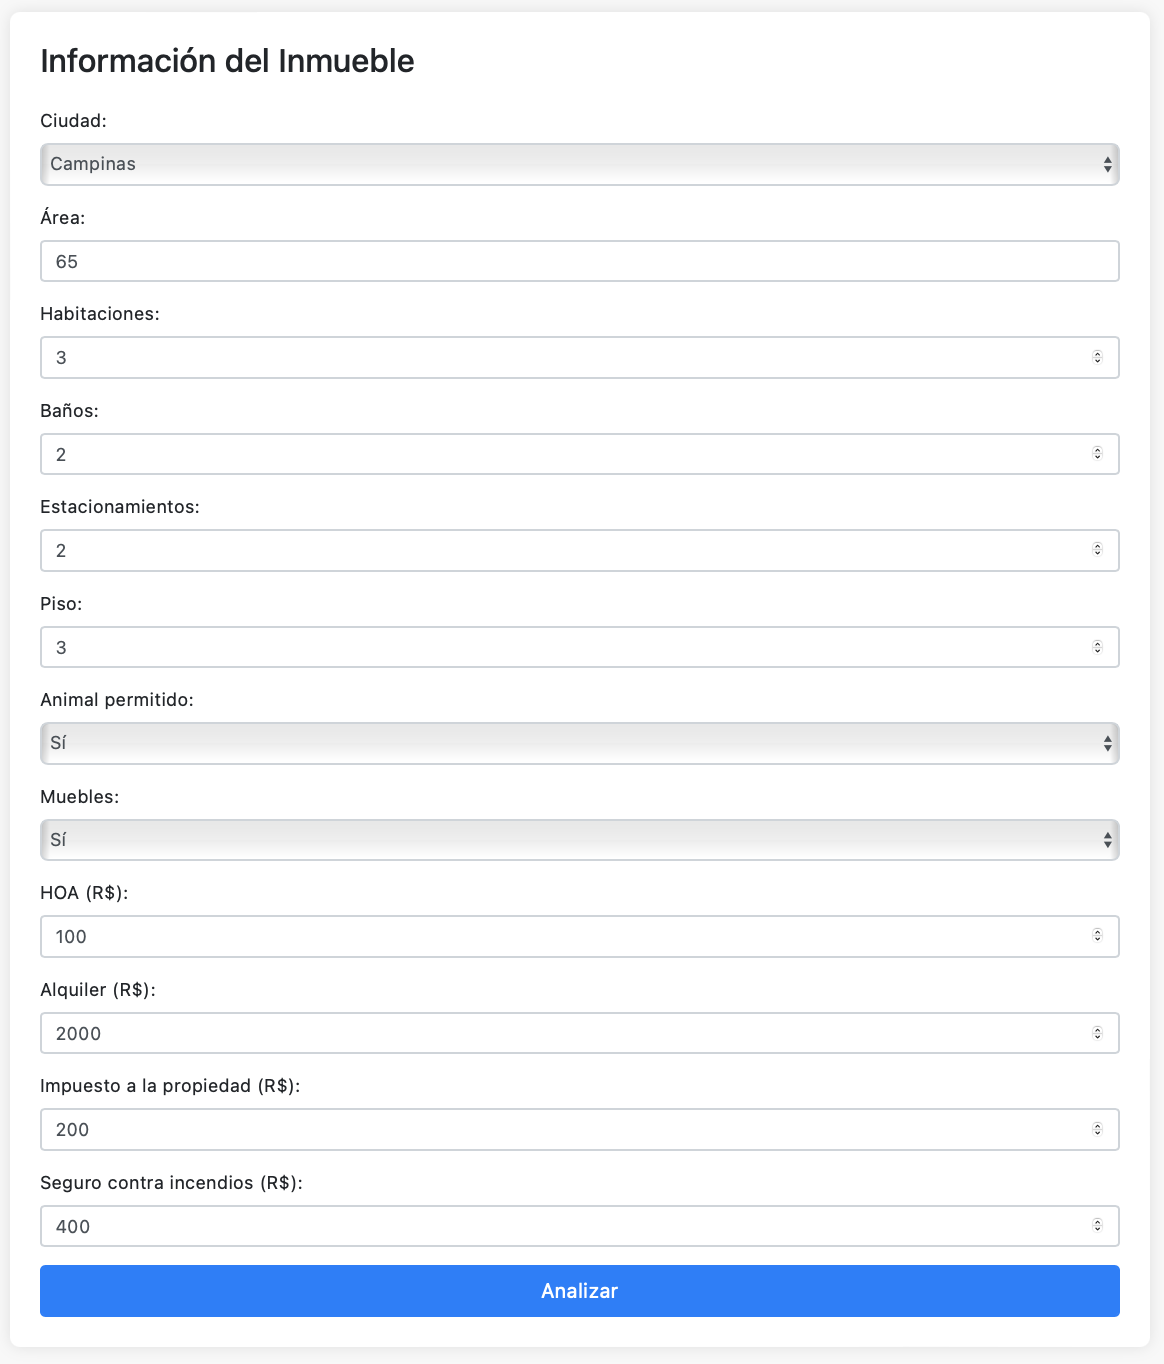 Información del Inmueble
Ciudad:
Campinas
Área:
65
Habitaciones:
3
Baños:
2
Estacionamientos:
2
Piso:
3
Animal permitido:
Sí
Muebles:
Sí
HOA (R$):
100
Alquiler (R$):
2000
Impuesto a la propiedad (R$):
200
Seguro contra incendios (R$):
400
Analizar